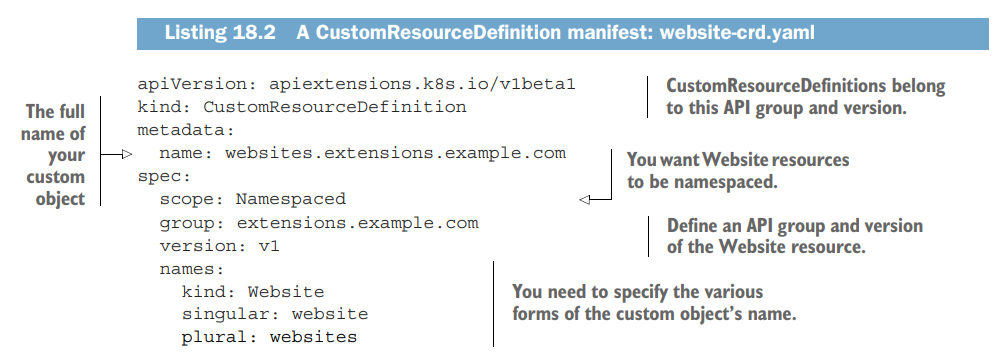 Listing 18.2 A CustomResourceDefinition manifest: website-crd.yaml
apiVersion: apiextensions.k8s.io/v1beta1
kind: CustomResourceDefinition
metadata:
  name: websites.extensions.example.com
spec:
  scope: Namespaced
  group: extensions.example.com
  version: v1
  names:
    kind: Website
    singular: website
    plural: websites
The full
name of
your
custom
object
CustomResourceDefinitions belong
to this API group and version.
You want Website resources
to be namespaced.
Define an API group and version
of the Website resource.
You need to specify the various
forms of the custom object’s name.